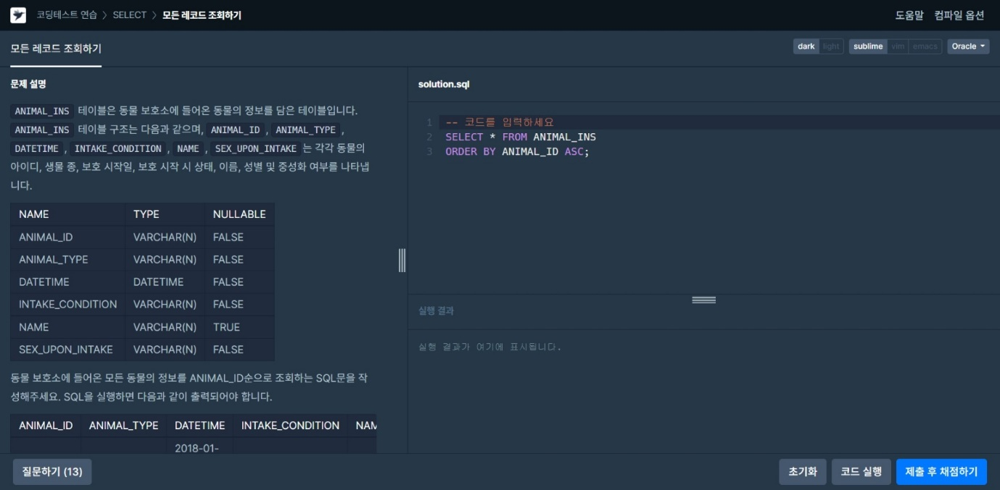 코딩테스트 연습 > SELECT > 모든 레코드 조회하기
도움말 컴파일 옵션
모든 레코드 조회하기
dark light sublime vim emacs Oracle
문제 설명
ANIMAL_INS 테이블은 동물 보호소에 들어온 동물의 정보를 담은 테이블입니다.
ANIMAL_INS 테이블 구조는 다음과 같으며, ANIMAL_ID , ANIMAL_TYPE ,
DATETIME , INTAKE_CONDITION , NAME , SEX_UPON_INTAKE 는 각각 동물의
아이디, 생물 종, 보호 시작일, 보호 시작 시 상태, 이름, 성별 및 중성화 여부를 나타냅
니다.
NAME TYPE NULLABLE
ANIMAL_ID VARCHAR(N) FALSE
ANIMAL_TYPE VARCHAR(N) FALSE
DATETIME DATETIME FALSE
INTAKE_CONDITION VARCHAR(N) FALSE
NAME VARCHAR(N) TRUE
SEX_UPON_INTAKE VARCHAR(N) FALSE
동물 보호소에 들어온 모든 동물의 정보를 ANIMAL_ID순으로 조회하는 SQL문을 작
성해주세요. SQL을 실행하면 다음과 같이 출력되어야 합니다.
ANIMAL_ID ANIMAL_TYPE DATETIME INTAKE_CONDITION NAM
2018-01-
solution.sql
1 -- 코드를 입력하세요
2 SELECT * FROM ANIMAL_INS
3 ORDER BY ANIMAL_ID ASC;
실행 결과
실행 결과가 여기에 표시됩니다.
질문하기 (13)
초기화 코드 실행 제출 후 채점하기